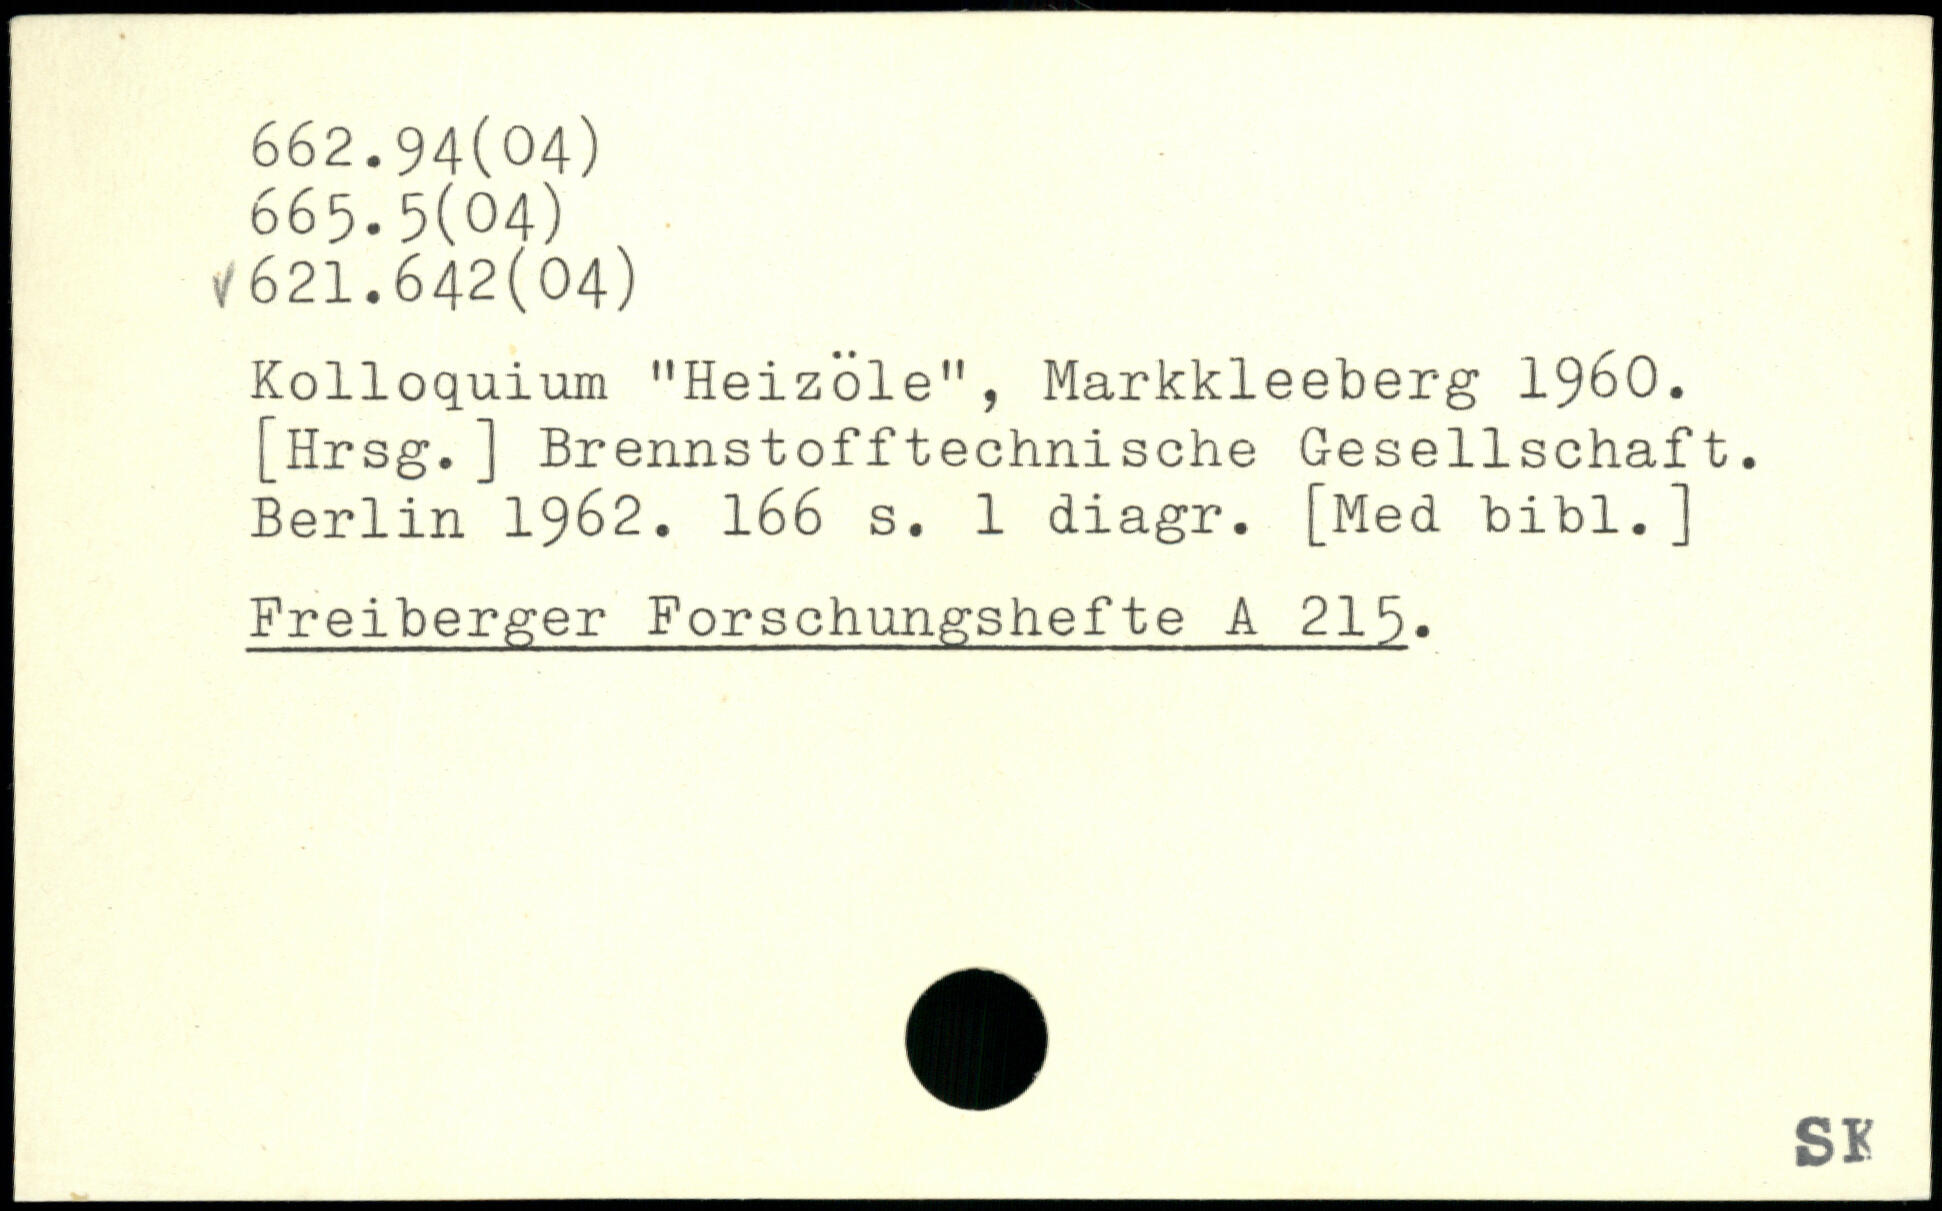 662.94(04)
665.5(04)
✓621.642(04)
Kolloquium "Heizöle", Markkleeberg 1960.
[Hrsg.] Brennstofftechnische Gesellschaft.
Berlin 1962. 166 s. 1 diagr. [Med bibl.]
Freiberger Forschungshefte A 215.
SK